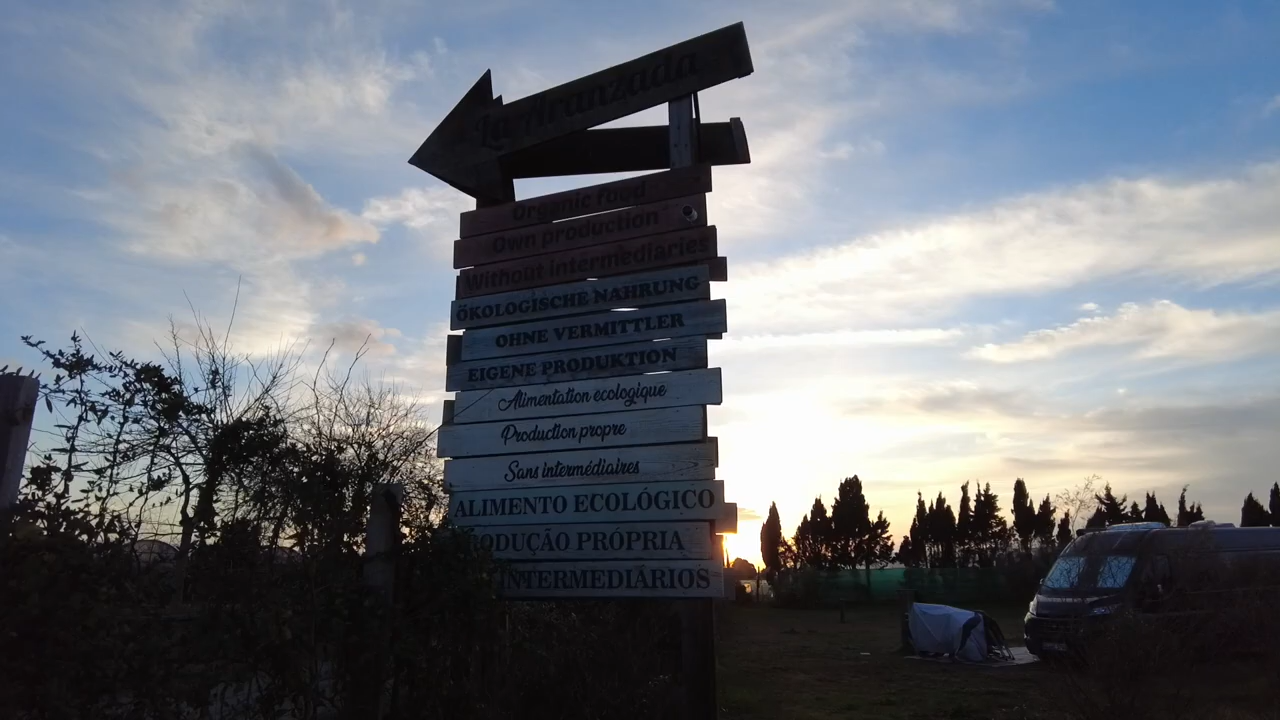 La Aranzada
Organic food
Own production
Without intermediaries
ÖKOLOGISCHE NAHRUNG
OHNE VERMITTLER
EIGENE PRODUKTION
Alimentation ecologique
Production propre
Sans intermédiaires
ALIMENTO ECOLÓGICO
PRODUÇÃO PRÓPRIA
INTERMEDIÁRIOS